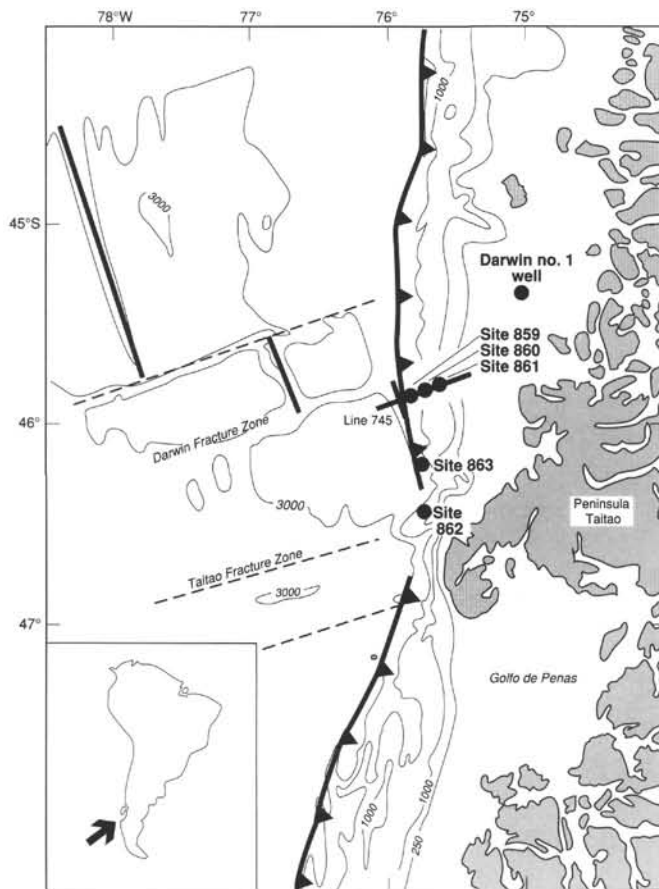 78°W
77°
76°
75°
1000
3000
45°S
Darwin no. 1
well
Site 859
Site 860
Site 861
46°
Line 745
Darwin Fracture Zone
Site 863
Peninsula
Taitao
3000
Site
862
Taitao Fracture Zone
3000
47°
Golfo de Penas
1000
1000
250